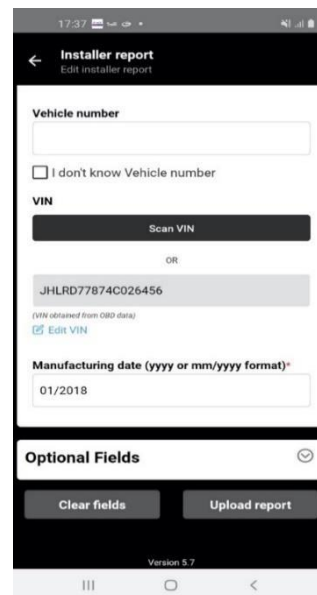 17:37
Installer report
Edit installer report
Vehicle number
I don't know Vehicle number
VIN
Scan VIN
OR
JHLRD77874C026456
(VIN obtained from OBD data)
Edit VIN
Manufacturing date (yyyy or mm/yyyy format)*
01/2018
Optional Fields
Clear fields
Upload report
Version 5.7